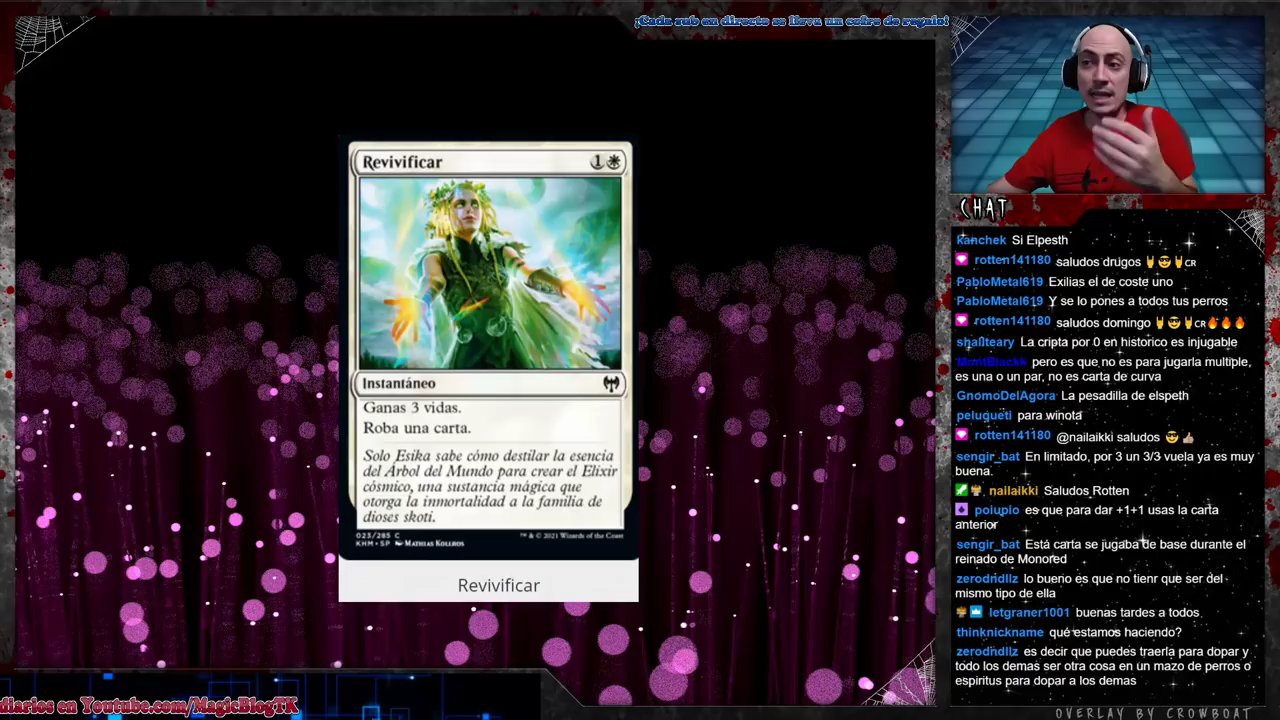 ¡Cada sub en directo se lleva un cofre de regalo!
Revivificar
1
Instantáneo
Ganas 3 vidas.
Roba una carta.
Solo Esika sabe cómo destilar la esencia
del Árbol del Mundo para crear el Elixir
cósmico, una sustancia mágica que
otorga la inmortalidad a la familia de
dioses skoti.
023/285 C
KHM • SP Mathias Kollros
™ & © 2021 Wizards of the Coast
Revivificar
CHAT
kanchek Si Elpesth
rotten141180 saludos drugos CR
PabloMetal619 Exilias el de coste uno
PabloMetal619 Y se lo pones a todos tus perros
rotten141180 saludos domingo CR
shaflteary La cripta por 0 en historico es injugable
MontBlackk pero es que no es para jugarla multiple,
es una o un par, no es carta de curva
GnomoDelAgora La pesadilla de elspeth
pelugueti para winota
rotten141180 @nailaikki saludos
sengir_bat En limitado, por 3 un 3/3 vuela ya es muy
buena.
nailaikki Saludos Rotten
poiupio es que para dar +1+1 usas la carta
anterior
sengir_bat Está carta se jugaba de base durante el
reinado de Monored
zerodndllz lo bueno es que no tienr que ser del
mismo tipo de ella
letgraner1001 buenas tardes a todos
thinknickname qué estamos haciendo?
zerodndllz es decir que puedes traerla para dopar y
todo los demas ser otra cosa en un mazo de perros o
espiritus para dopar a los demas
diarios en Youtube.com/MagicBlogTK
OVERLAY BY CROWBOAT